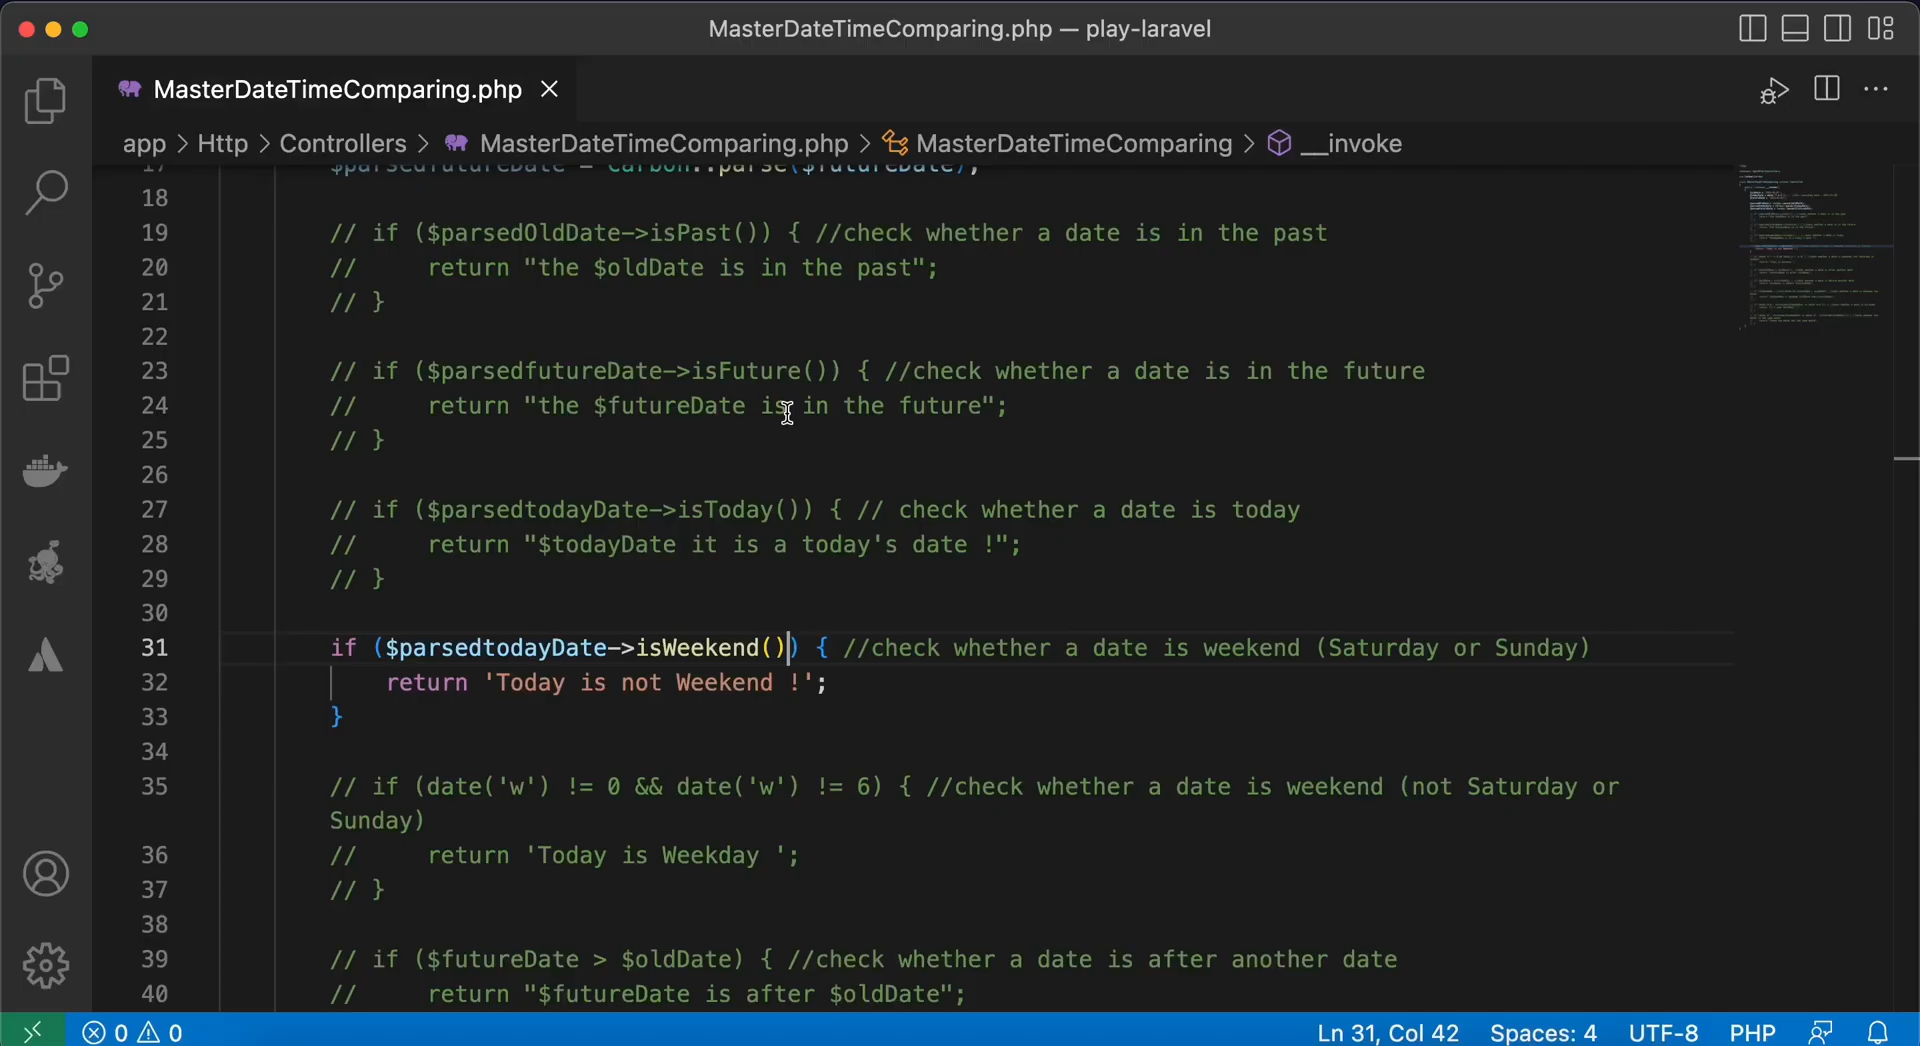 MasterDateTimeComparing.php — play-laravel
MasterDateTimeComparing.php
app > Http > Controllers > MasterDateTimeComparing.php > MasterDateTimeComparing > __invoke
17 $parsedfutureDate = Carbon::parse($futureDate);
18
19 // if ($parsedOldDate->isPast()) { //check whether a date is in the past
20 //     return "the $oldDate is in the past";
21 // }
22
23 // if ($parsedfutureDate->isFuture()) { //check whether a date is in the future
24 //     return "the $futureDate is in the future";
25 // }
26
27 // if ($parsedtodayDate->isToday()) { // check whether a date is today
28 //     return "$todayDate it is a today's date !";
29 // }
30
31 if ($parsedtodayDate->isWeekend()) { //check whether a date is weekend (Saturday or Sunday)
32     return 'Today is not Weekend !';
33 }
34
35 // if (date('w') != 0 && date('w') != 6) { //check whether a date is weekend (not Saturday or
Sunday)
36 //     return 'Today is Weekday ';
37 // }
38
39 // if ($futureDate > $oldDate) { //check whether a date is after another date
40 //     return "$futureDate is after $oldDate";
0 0 Ln 31, Col 42 Spaces: 4 UTF-8 PHP